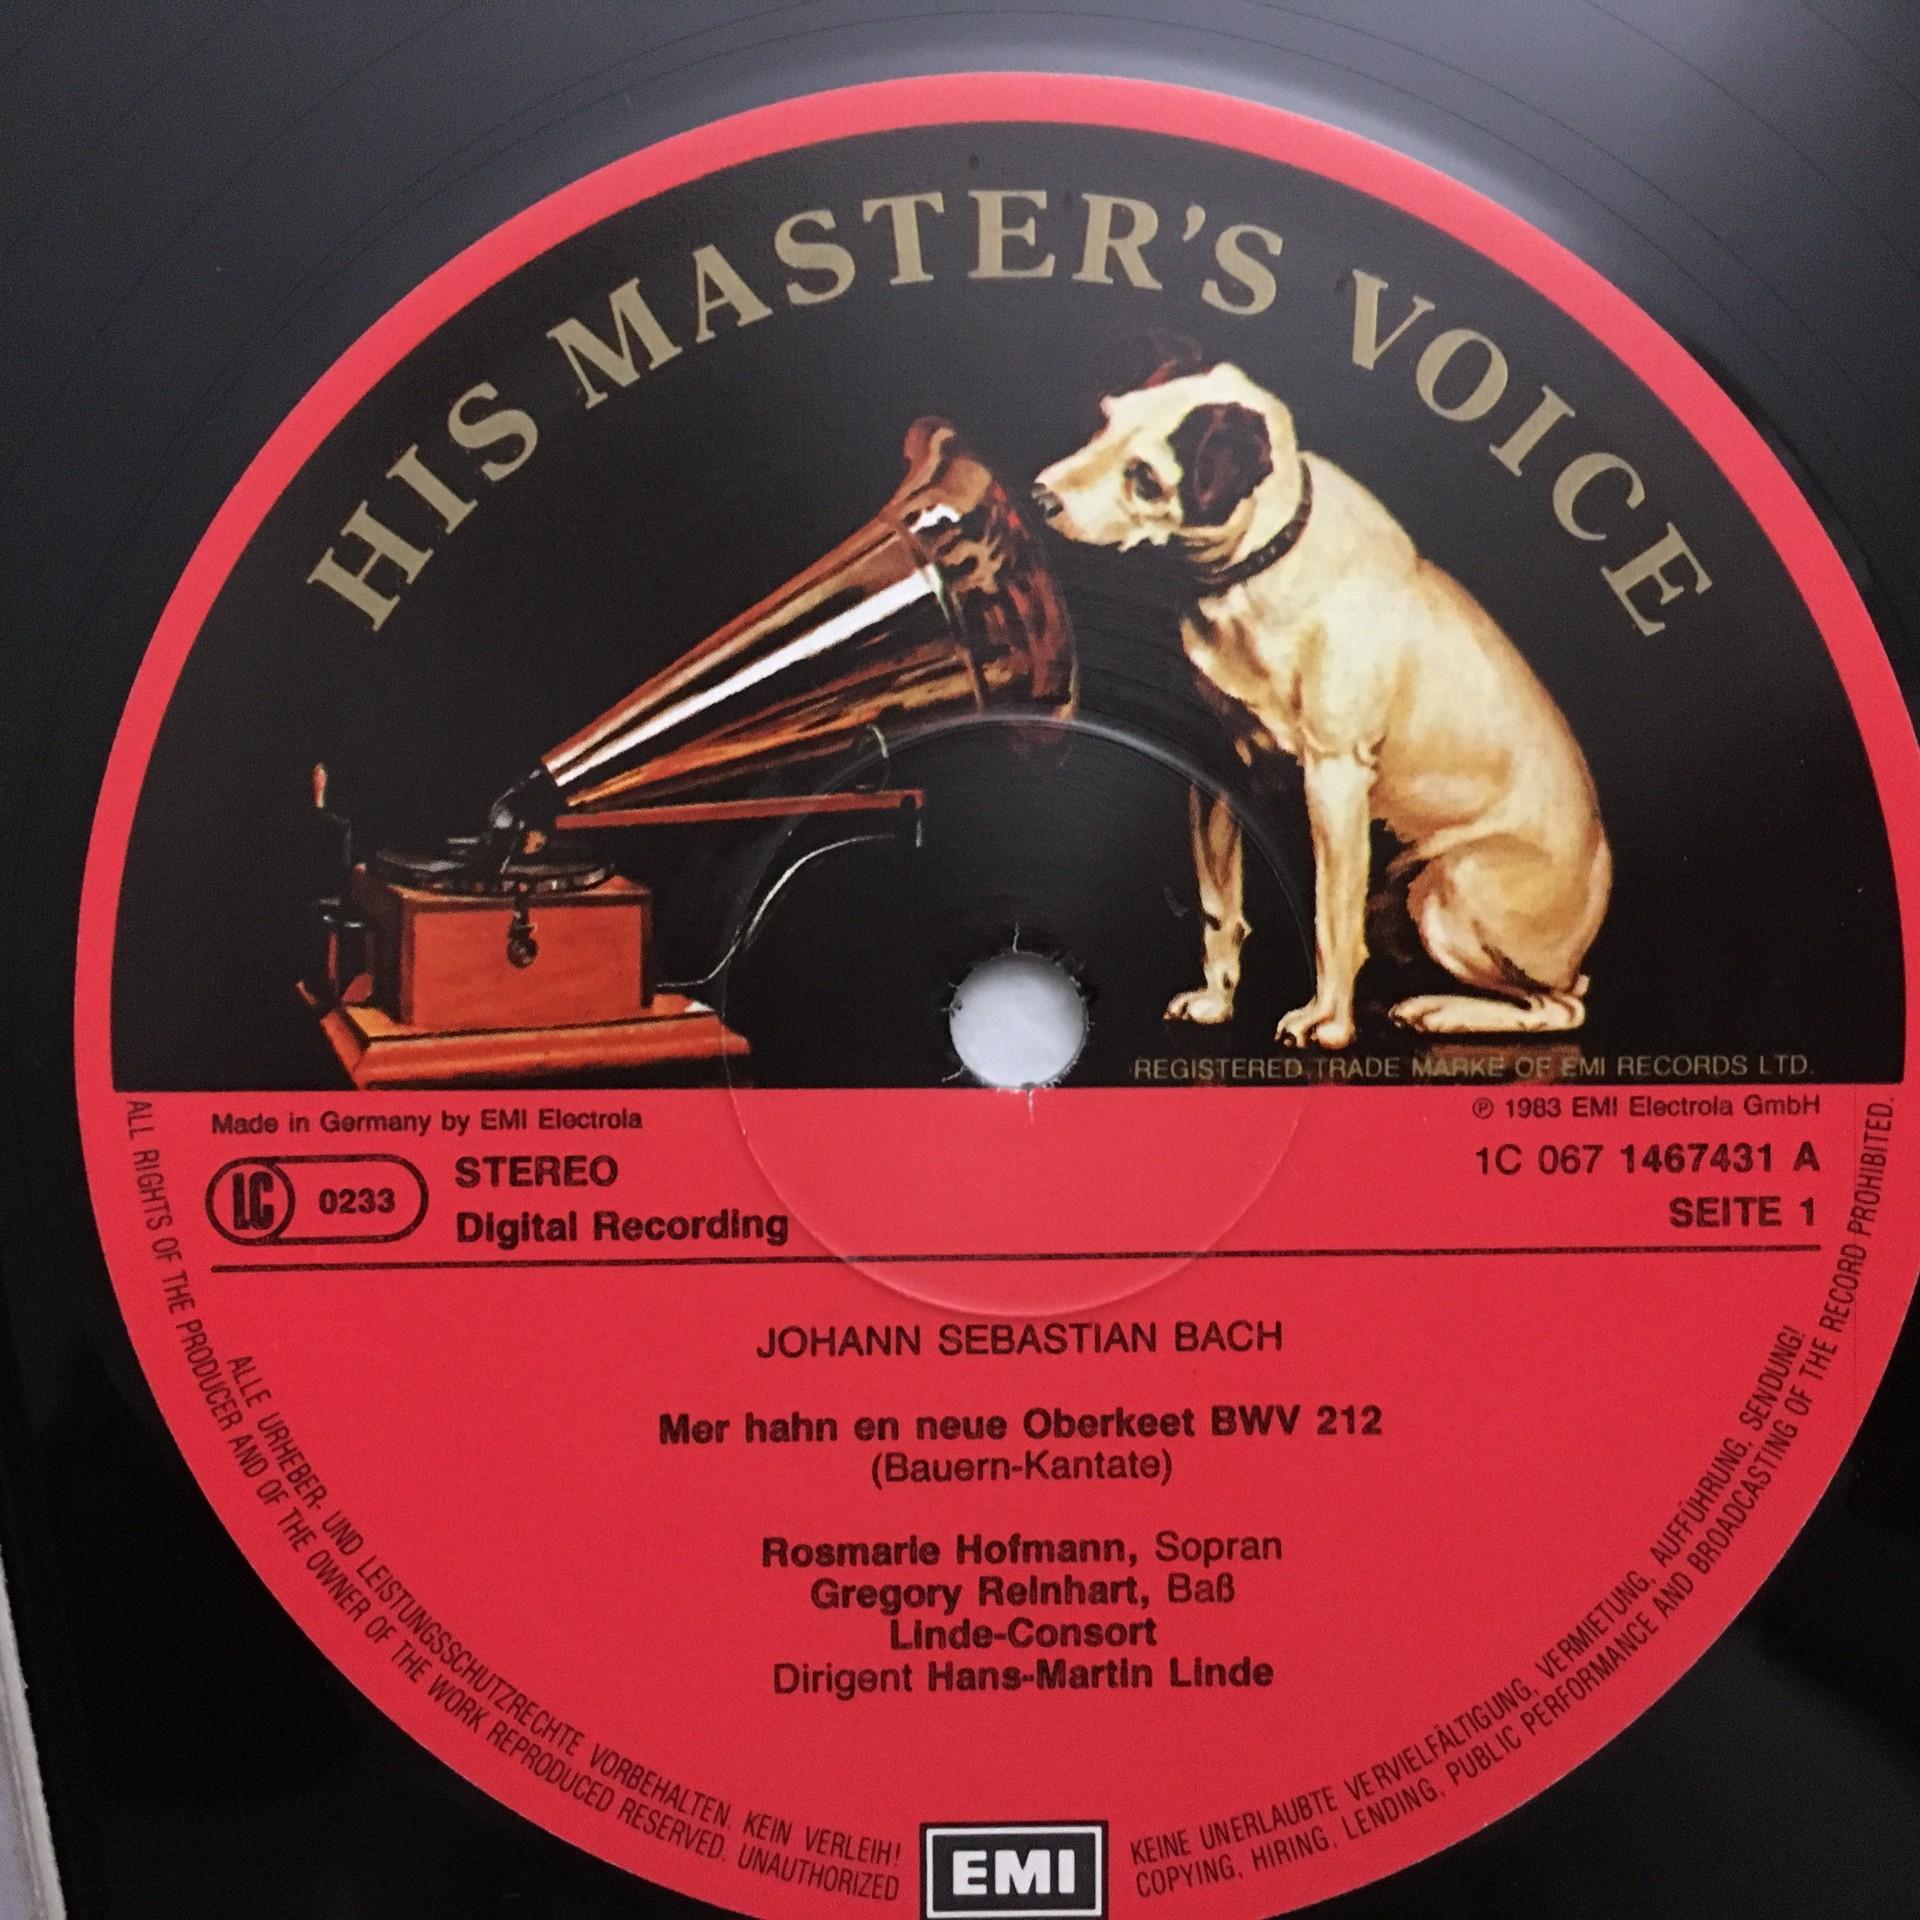 HIS MASTER'S VOICE
REGISTERED TRADE MARKE OF EMI RECORDS LTD.
Made in Germany by EMI Electrola
℗ 1983 EMI Electrola GmbH
LC 0233
STEREO
Digital Recording
1C 067 1467431 A
SEITE 1
JOHANN SEBASTIAN BACH
Mer hahn en neue Oberkeet BWV 212
(Bauern-Kantate)
Rosmarie Hofmann, Sopran
Gregory Reinhart, Baß
Linde-Consort
Dirigent Hans-Martin Linde
ALLE URHEBER- UND LEISTUNGSSCHUTZRECHTE VORBEHALTEN. KEIN VERLEIH!
KEINE UNERLAUBTE VERVIELFÄLTIGUNG, VERMIETUNG, AUFFÜHRUNG, SENDUNG!
ALL RIGHTS OF THE PRODUCER AND OF THE OWNER OF THE WORK REPRODUCED RESERVED. UNAUTHORIZED
COPYING, HIRING, LENDING, PUBLIC PERFORMANCE AND BROADCASTING OF THE RECORD PROHIBITED.
EMI